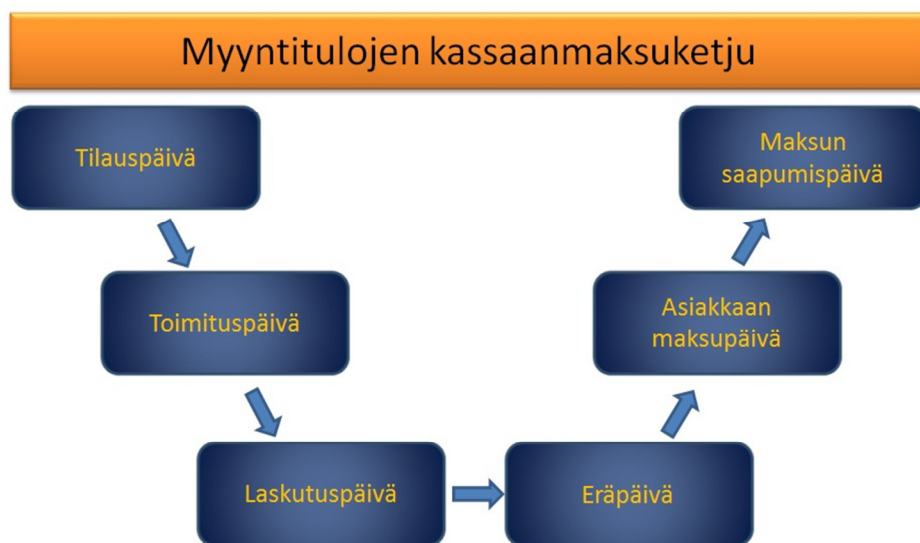 Myyntitulojen kassaanmaksuketju
Tilauspäivä
Toimituspäivä
Laskutuspäivä
Eräpäivä
Asiakkaan
maksupäivä
Maksun
saapumispäivä